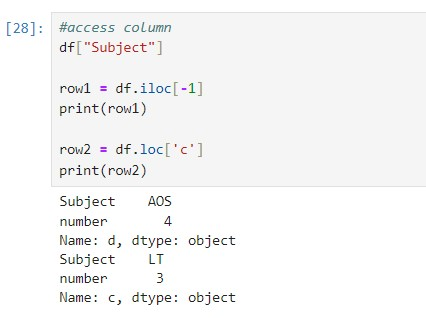 [28]: #access column
df["Subject"]
row1 = df.iloc[-1]
print(row1)
row2 = df.loc['c']
print(row2)
Subject    AOS
number       4
Name: d, dtype: object
Subject    LT
number      3
Name: c, dtype: object